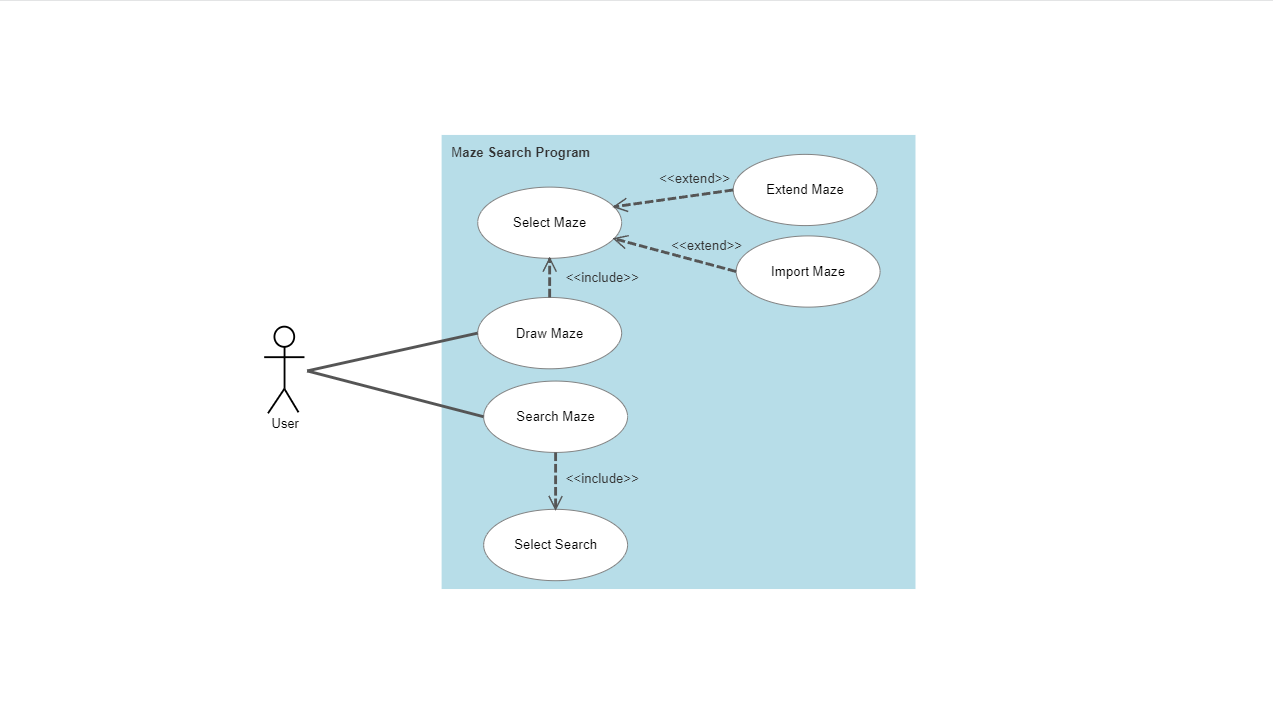 Maze Search Program
<<extend>>
Extend Maze
Select Maze
<<extend>>
Import Maze
<<include>>
Draw Maze
Search Maze
User
<<include>>
Select Search